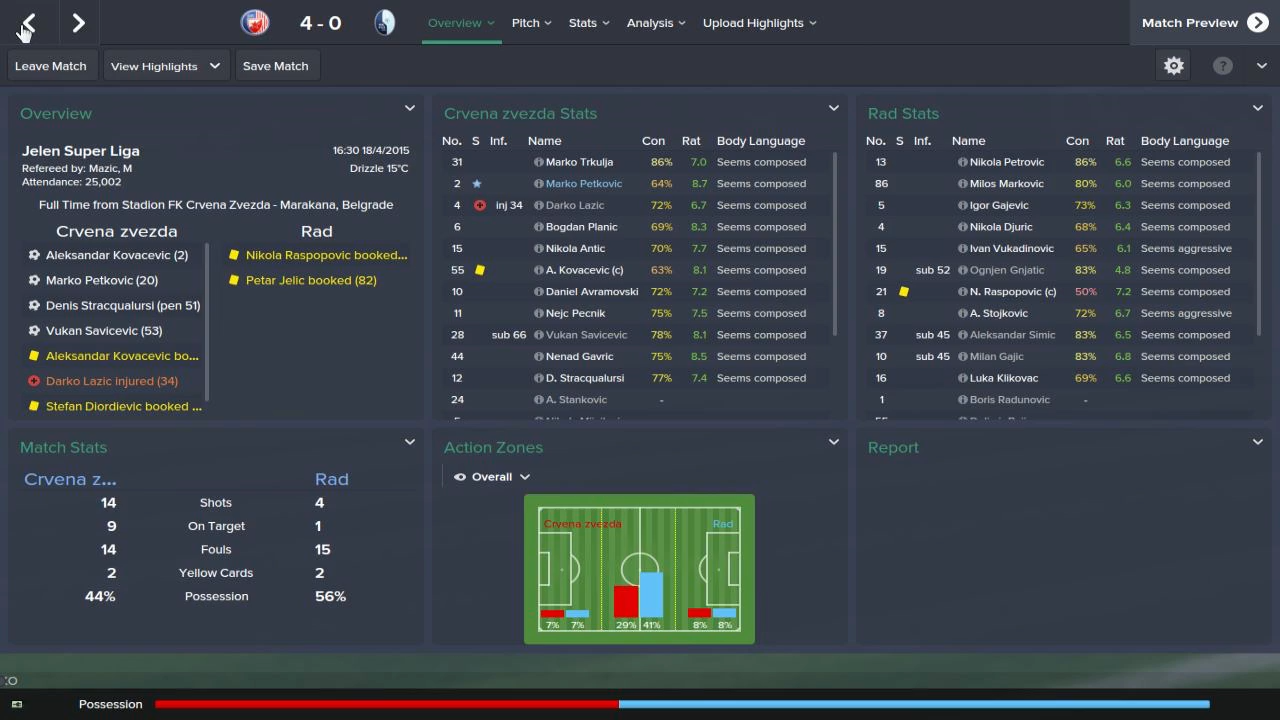 4 - 0
Overview
Pitch
Stats
Analysis
Upload Highlights
Match Preview
Leave Match
View Highlights
Save Match
?
Overview
Jelen Super Liga
16:30 18/4/2015
Refereed by: Mazic, M
Drizzle 15°C
Attendance: 25,002
Full Time from Stadion FK Crvena Zvezda - Marakana, Belgrade
Crvena zvezda
Rad
Aleksandar Kovacevic (2)
Marko Petkovic (20)
Denis Stracqualursi (pen 51)
Vukan Savicevic (53)
Aleksandar Kovacevic bo...
Darko Lazic injured (34)
Stefan Diordievic booked ...
Nikola Raspopovic booked...
Petar Jelic booked (82)
Crvena zvezda Stats
No. S Inf. Name Con Rat Body Language
31 Marko Trkulja 86% 7.0 Seems composed
2 Marko Petkovic 64% 8.7 Seems composed
4 inj 34 Darko Lazic 72% 6.7 Seems composed
6 Bogdan Planic 69% 8.3 Seems composed
15 Nikola Antic 70% 7.7 Seems composed
55 A. Kovacevic (c) 63% 8.1 Seems composed
10 Daniel Avramovski 72% 7.2 Seems composed
11 Nejc Pecnik 75% 7.5 Seems composed
28 sub 66 Vukan Savicevic 78% 8.1 Seems composed
44 Nenad Gavric 75% 8.5 Seems composed
12 D. Stracqualursi 77% 7.4 Seems composed
24 A. Stankovic -
Rad Stats
No. S Inf. Name Con Rat Body Language
13 Nikola Petrovic 86% 6.6 Seems composed
86 Milos Markovic 80% 6.0 Seems composed
5 Igor Gajevic 73% 6.3 Seems composed
4 Nikola Djuric 68% 6.4 Seems composed
15 Ivan Vukadinovic 65% 6.1 Seems aggressive
19 sub 52 Ognjen Gnjatic 83% 4.8 Seems composed
21 N. Raspopovic (c) 50% 7.2 Seems composed
8 A. Stojkovic 72% 6.7 Seems aggressive
37 sub 45 Aleksandar Simic 83% 6.5 Seems composed
10 sub 45 Milan Gajic 83% 6.8 Seems composed
16 Luka Klikovac 69% 6.6 Seems composed
1 Boris Radunovic -
Match Stats
Crvena z... Rad
14 Shots 4
9 On Target 1
14 Fouls 15
2 Yellow Cards 2
44% Possession 56%
Action Zones
Overall
Crvena zvezda Rad
7% 7% 29% 41% 8% 8%
Report
Possession